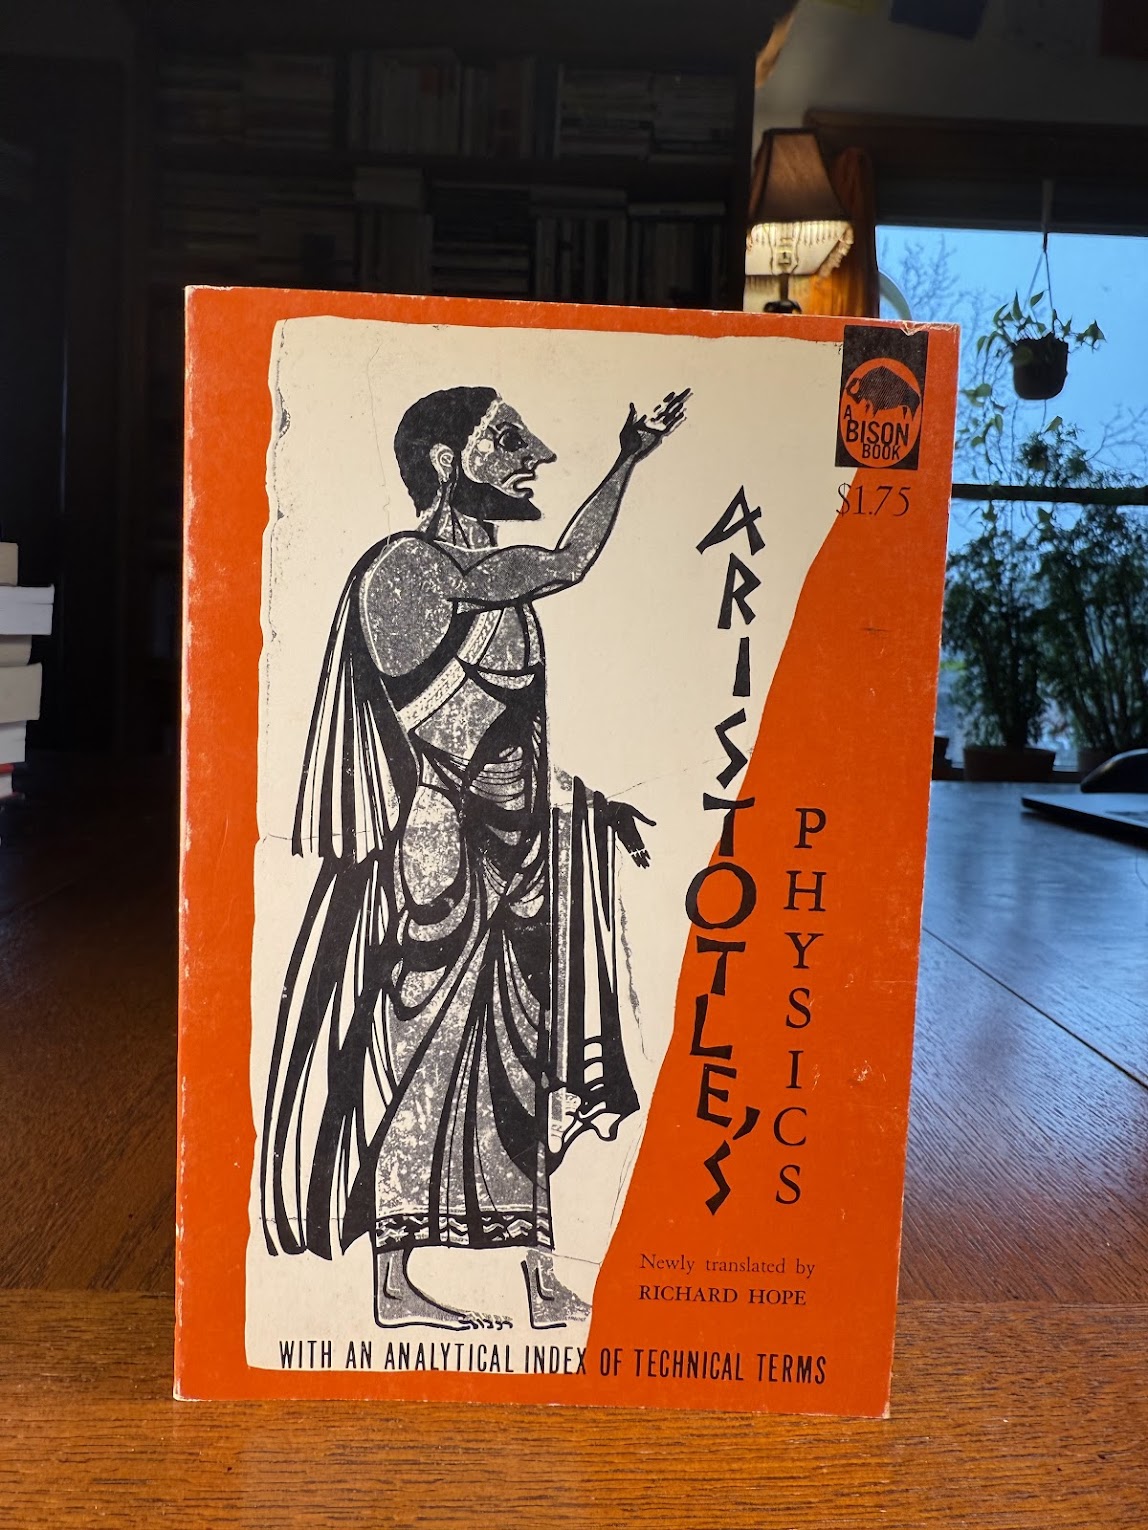 A
BISON
BOOK
$1.75
ARISTOTLE'S
PHYSICS
Newly translated by
RICHARD HOPE
WITH AN ANALYTICAL INDEX OF TECHNICAL TERMS